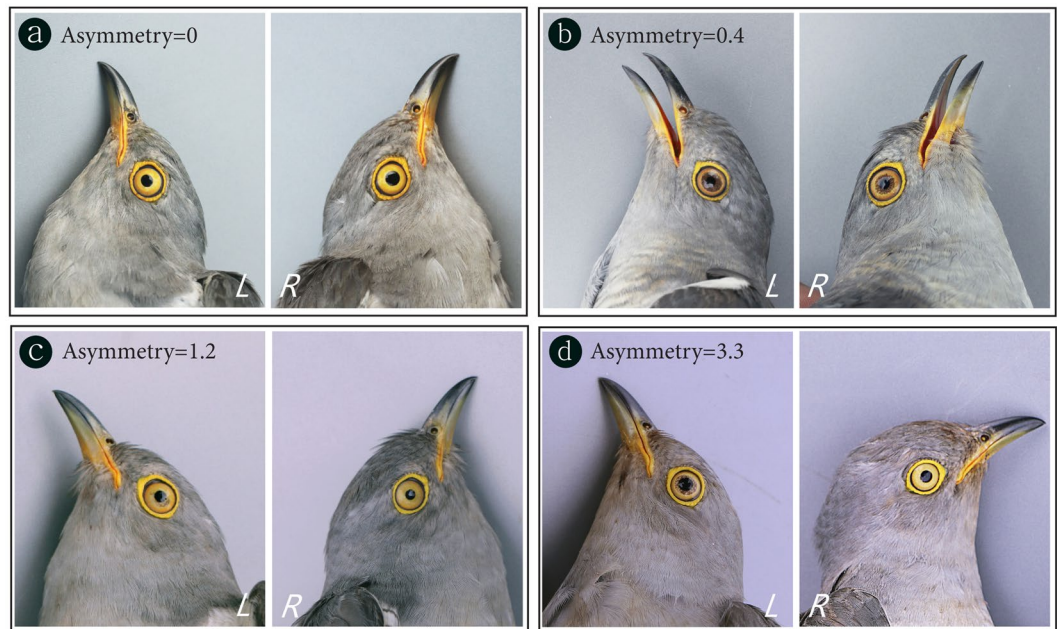 a Asymmetry=0
L R
b Asymmetry=0.4
L R
c Asymmetry=1.2
L R
d Asymmetry=3.3
L R